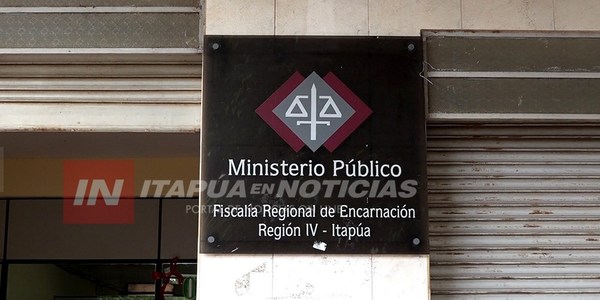 Ministerio Público
IN ITAPÚA EN NOTICIAS
Fiscalía Regional de Encarnación
Región IV - Itapúa